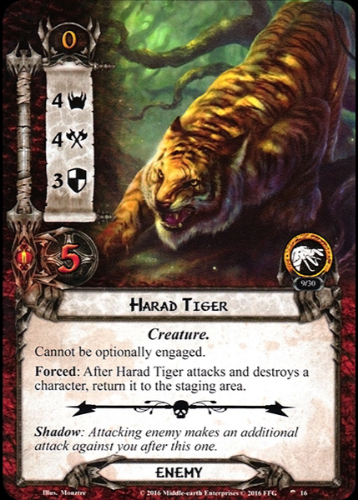 0
4
4
3
5
HARAD TIGER
9/30
Creature.
Cannot be optionally engaged.
Forced: After Harad Tiger attacks and destroys a
character, return it to the staging area.
Shadow: Attacking enemy makes an additional
attack against you after this one.
ENEMY
Illus. Monztre © 2016 Middle-earth Enterprises © 2016 FFG 16